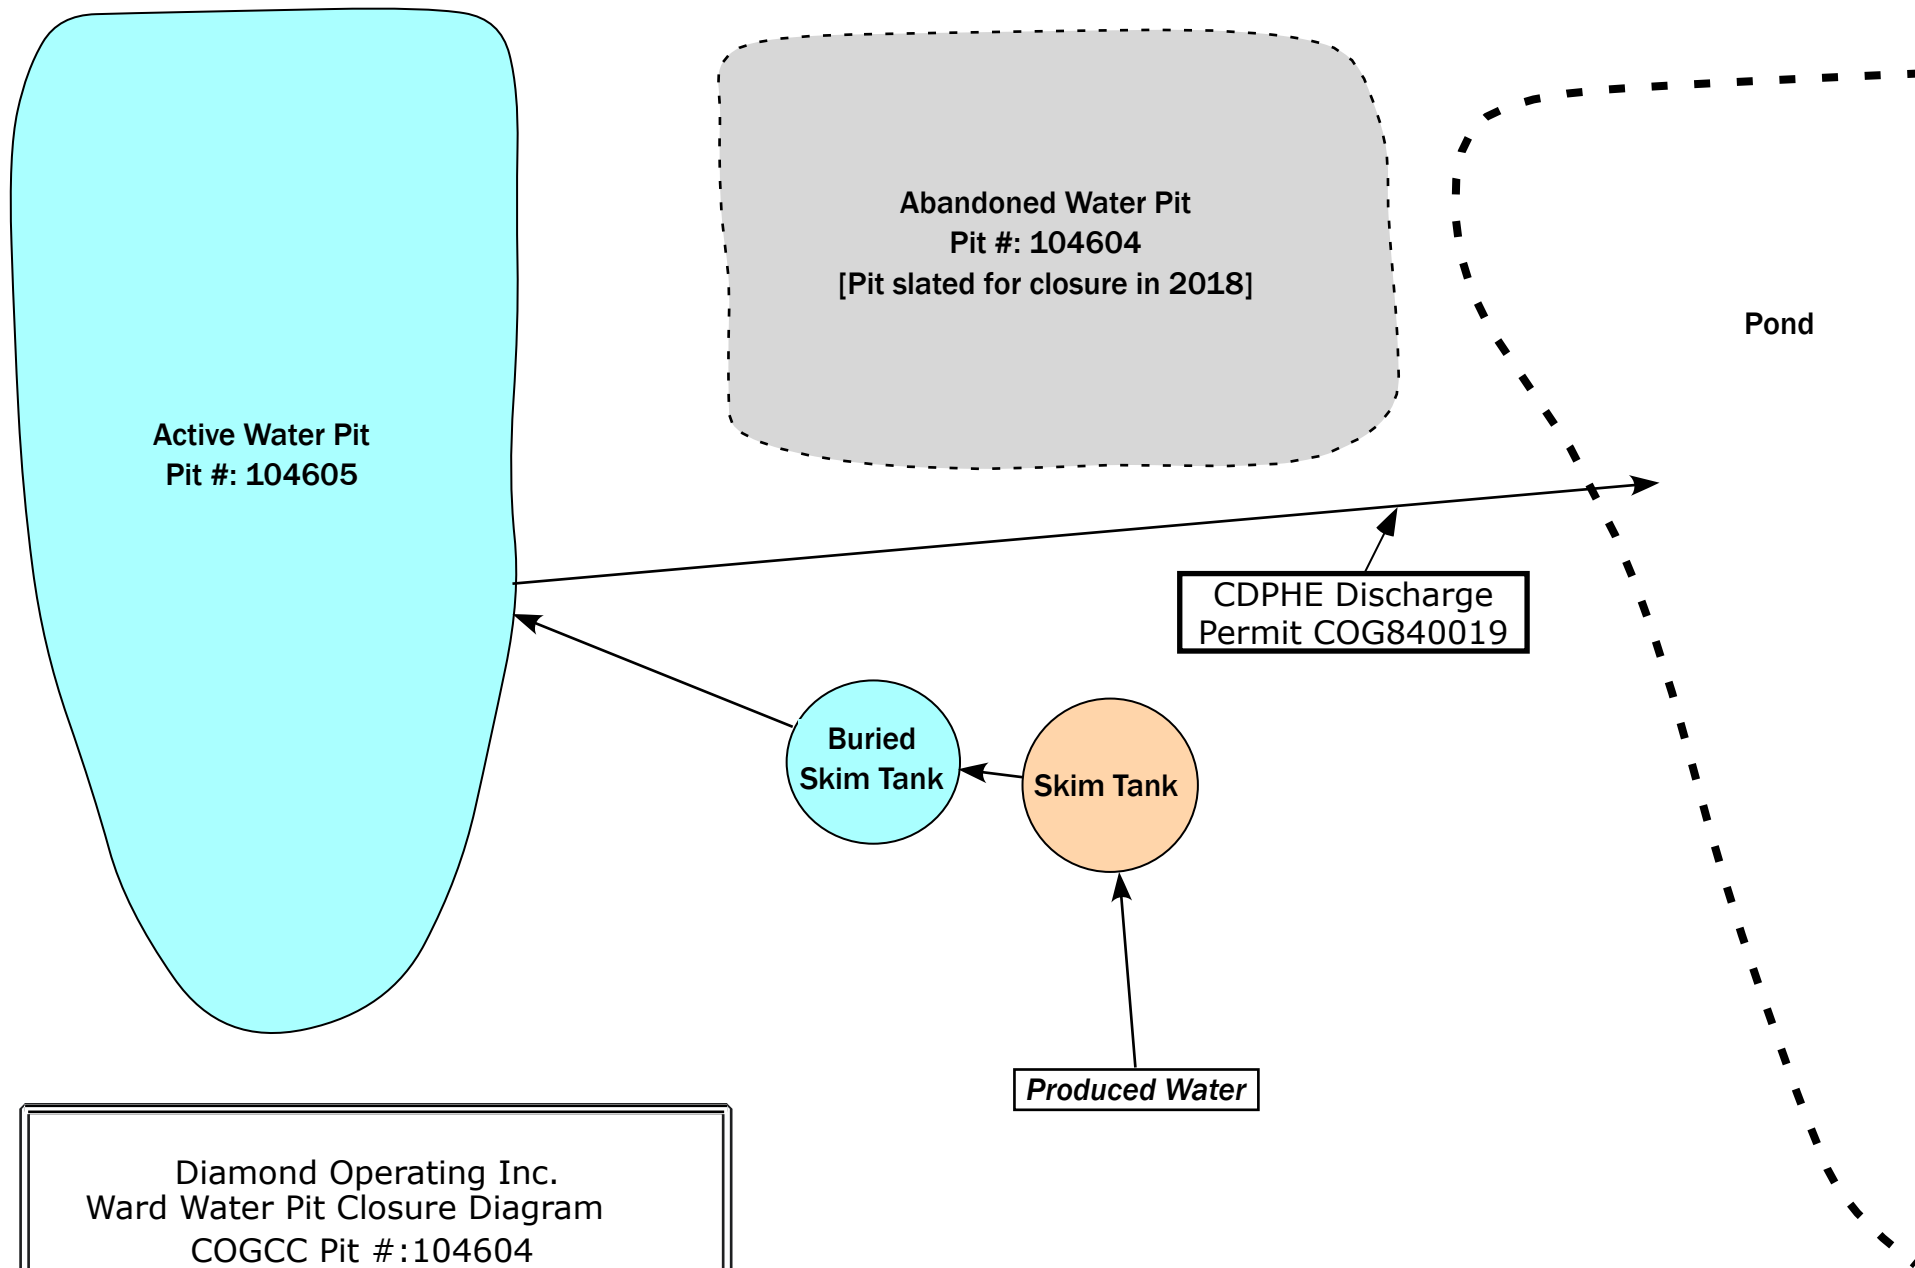 Abandoned Water Pit
Pit #: 104604
[Pit slated for closure in 2018]
Pond
Active Water Pit
Pit #: 104605
CDPHE Discharge
Permit COG840019
Buried
Skim Tank
Skim Tank
Produced Water
Diamond Operating Inc.
Ward Water Pit Closure Diagram
COGCC Pit #:104604